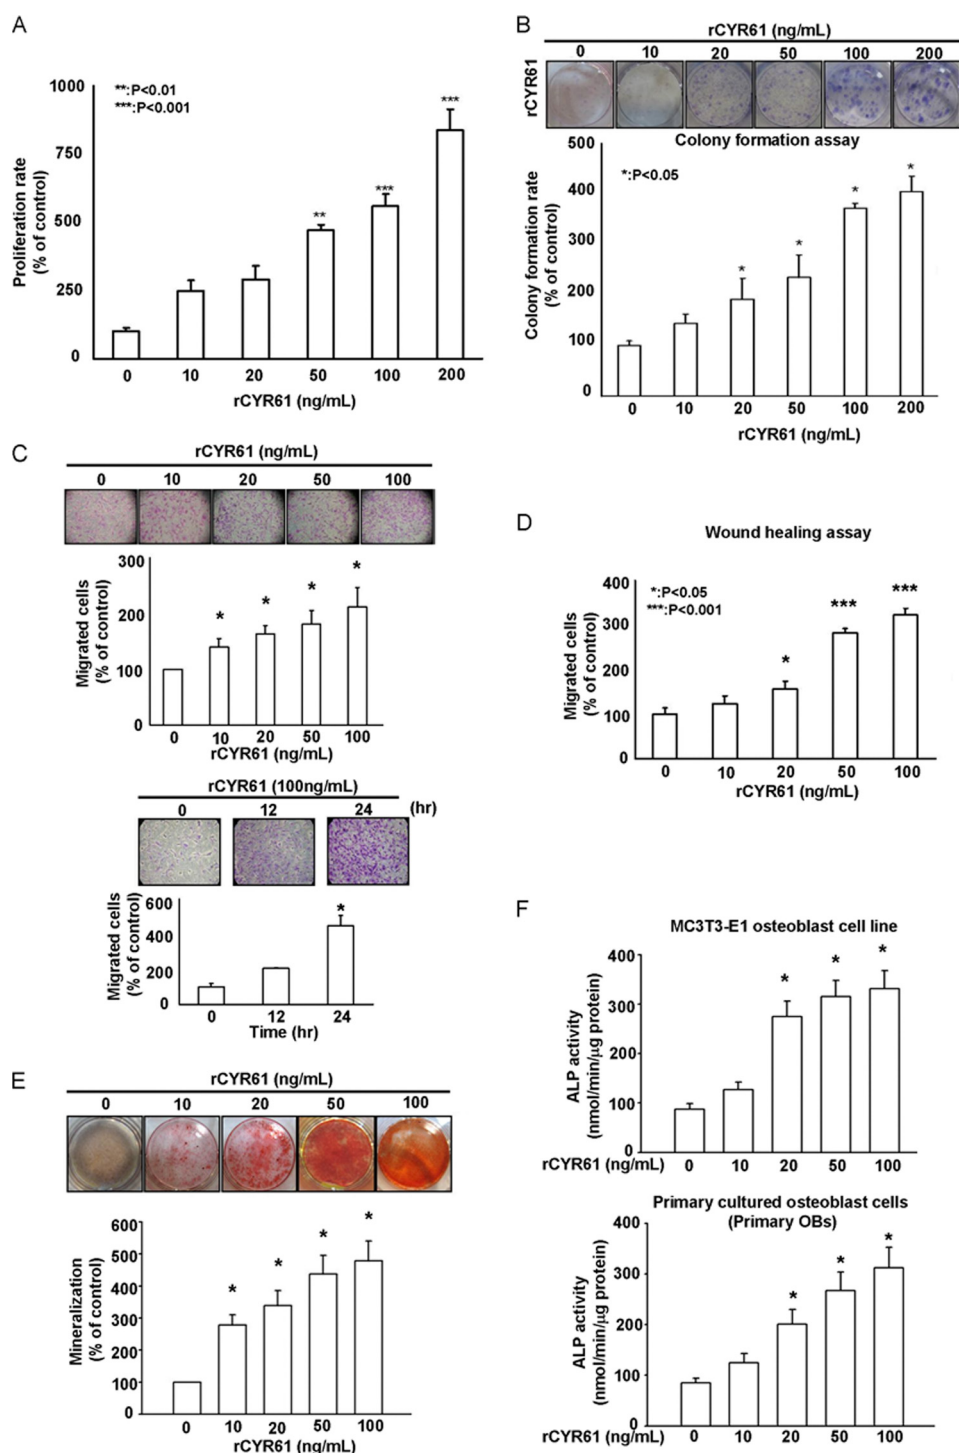 A
**:P<0.01
***:P<0.001
Proliferation rate
(% of control)
1000
750
500
250
0
** *** ***
0 10 20 50 100 200
rCYR61 (ng/mL)
B
rCYR61 (ng/mL)
0 10 20 50 100 200
rCYR61
Colony formation assay
*:P<0.05
Colony formation rate
(% of control)
500
400
300
200
100
0
* * * *
0 10 20 50 100 200
rCYR61 (ng/mL)
C
rCYR61 (ng/mL)
0 10 20 50 100
Migrated cells
(% of control)
300
200
100
0
* * * *
0 10 20 50 100
rCYR61 (ng/mL)
rCYR61 (100ng/mL)
0 12 24 (hr)
Migrated cells
(% of control)
600
400
200
0
*
0 12 24
Time (hr)
D
Wound healing assay
*:P<0.05
***:P<0.001
Migrated cells
(% of control)
400
300
200
100
0
* *** ***
0 10 20 50 100
rCYR61 (ng/mL)
E
rCYR61 (ng/mL)
0 10 20 50 100
Mineralization
(% of control)
600
500
400
300
200
100
0
* * * *
0 10 20 50 100
rCYR61 (ng/mL)
F
MC3T3-E1 osteoblast cell line
ALP activity
(nmol/min/μg protein)
400
300
200
100
0
* * *
rCYR61 (ng/mL) 0 10 20 50 100
Primary cultured osteoblast cells
(Primary OBs)
ALP activity
(nmol/min/μg protein)
400
300
200
100
0
* * *
rCYR61 (ng/mL) 0 10 20 50 100